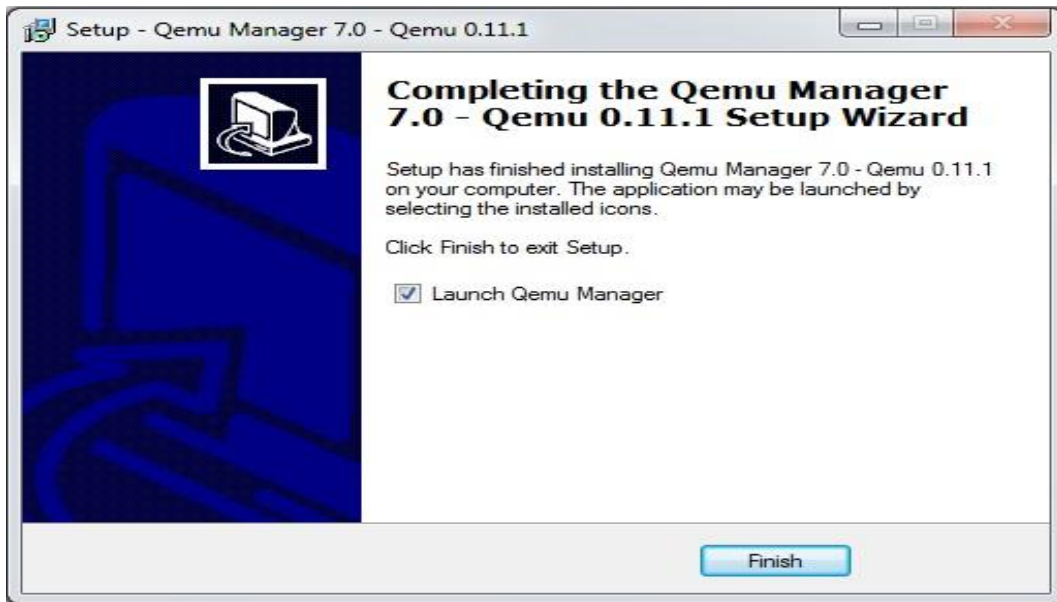 Setup - Qemu Manager 7.0 - Qemu 0.11.1
Completing the Qemu Manager
7.0 - Qemu 0.11.1 Setup Wizard
Setup has finished installing Qemu Manager 7.0 - Qemu 0.11.1
on your computer. The application may be launched by
selecting the installed icons.
Click Finish to exit Setup.
Launch Qemu Manager
Finish